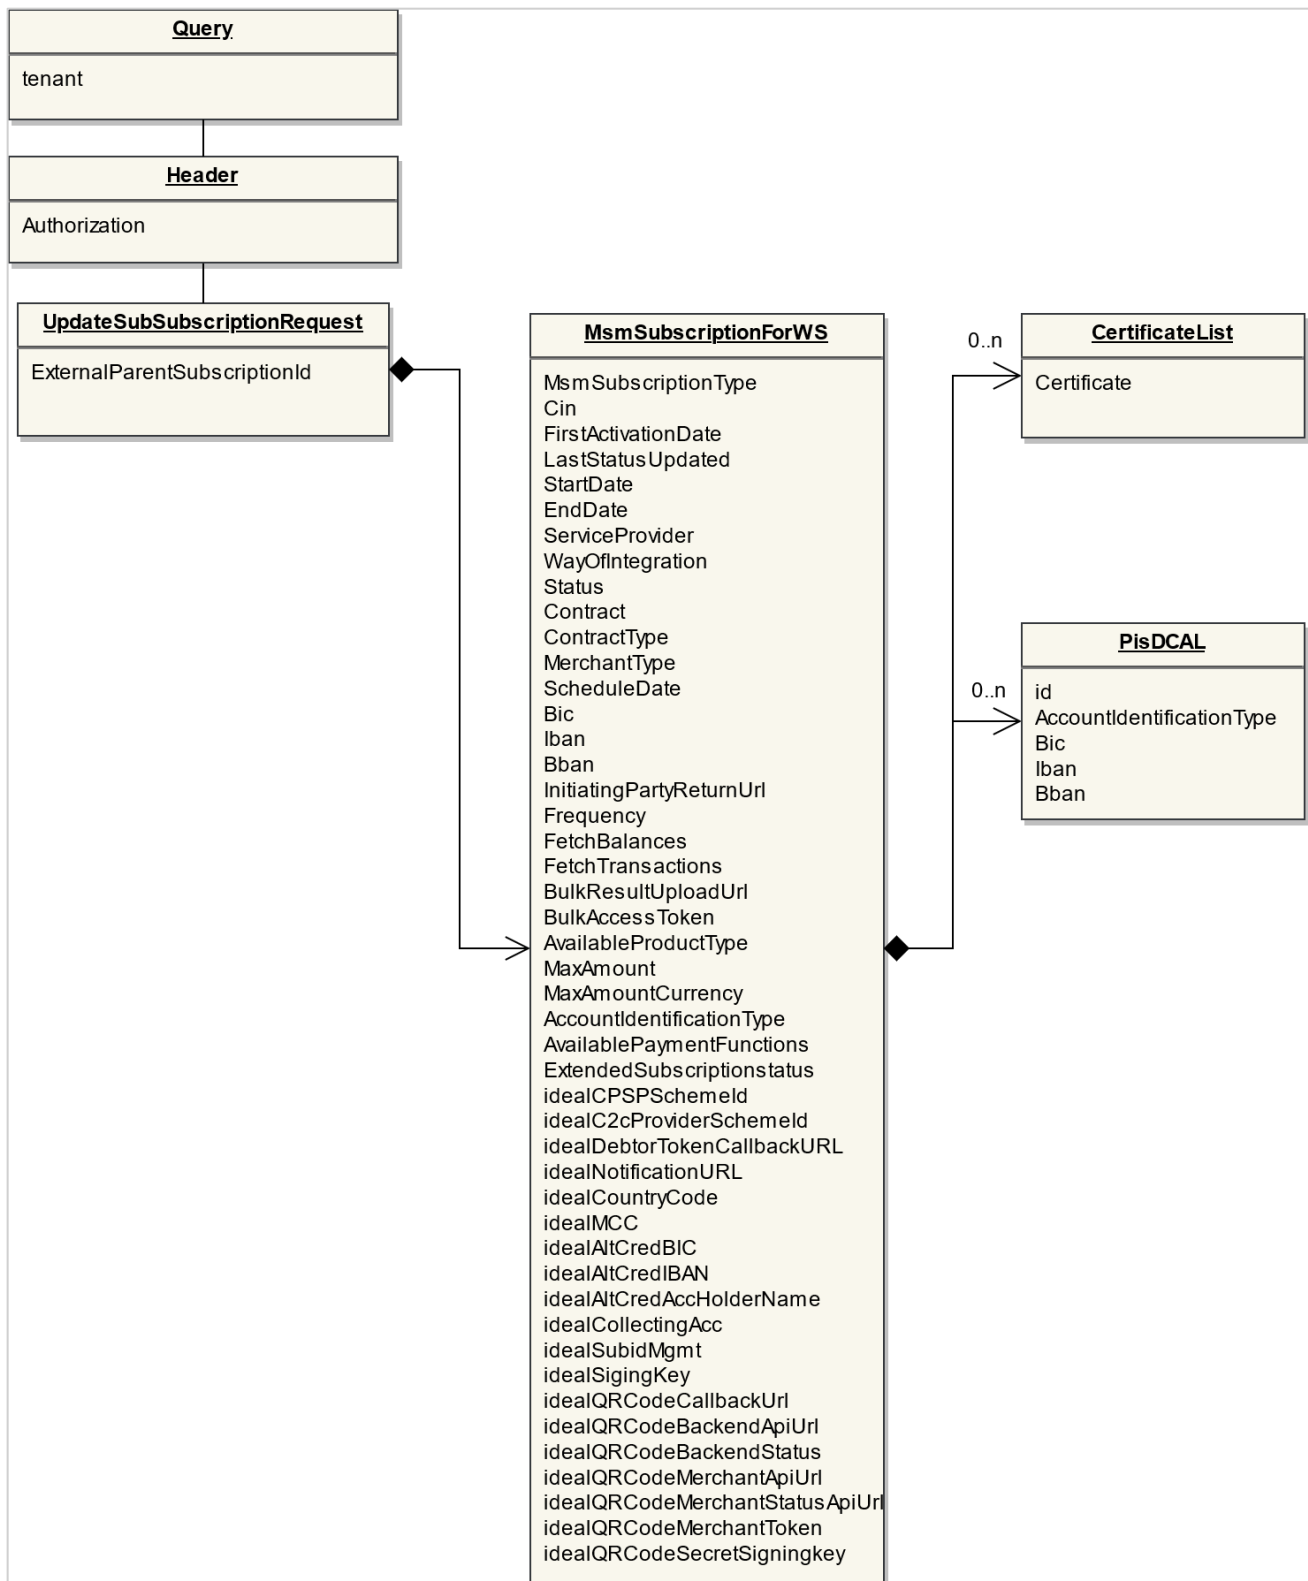 Query
tenant
Header
Authorization
UpdateSubSubscriptionRequest
ExternalParentSubscriptionId
MsmSubscriptionForWS
MsmSubscriptionType
Cin
FirstActivationDate
LastStatusUpdated
StartDate
EndDate
ServiceProvider
WayOfIntegration
Status
Contract
ContractType
MerchantType
ScheduleDate
Bic
Iban
Bban
InitiatingPartyReturnUrl
Frequency
FetchBalances
FetchTransactions
BulkResultUploadUrl
BulkAccessToken
AvailableProductType
MaxAmount
MaxAmountCurrency
AccountIdentificationType
AvailablePaymentFunctions
ExtendedSubscriptionstatus
idealCPSPSchemeId
idealC2cProviderSchemeId
idealDebtorTokenCallbackURL
idealNotificationURL
idealCountryCode
idealMCC
idealAltCredBIC
idealAltCredIBAN
idealAltCredAccHolderName
idealCollectingAcc
idealSubidMgmt
idealSigingKey
idealQRCodeCallbackUrl
idealQRCodeBackendApiUrl
idealQRCodeBackendStatus
idealQRCodeMerchantApiUrl
idealQRCodeMerchantStatusApiUrl
idealQRCodeMerchantToken
idealQRCodeSecretSigningkey
0..n
CertificateList
Certificate
0..n
PisDCAL
id
AccountIdentificationType
Bic
Iban
Bban